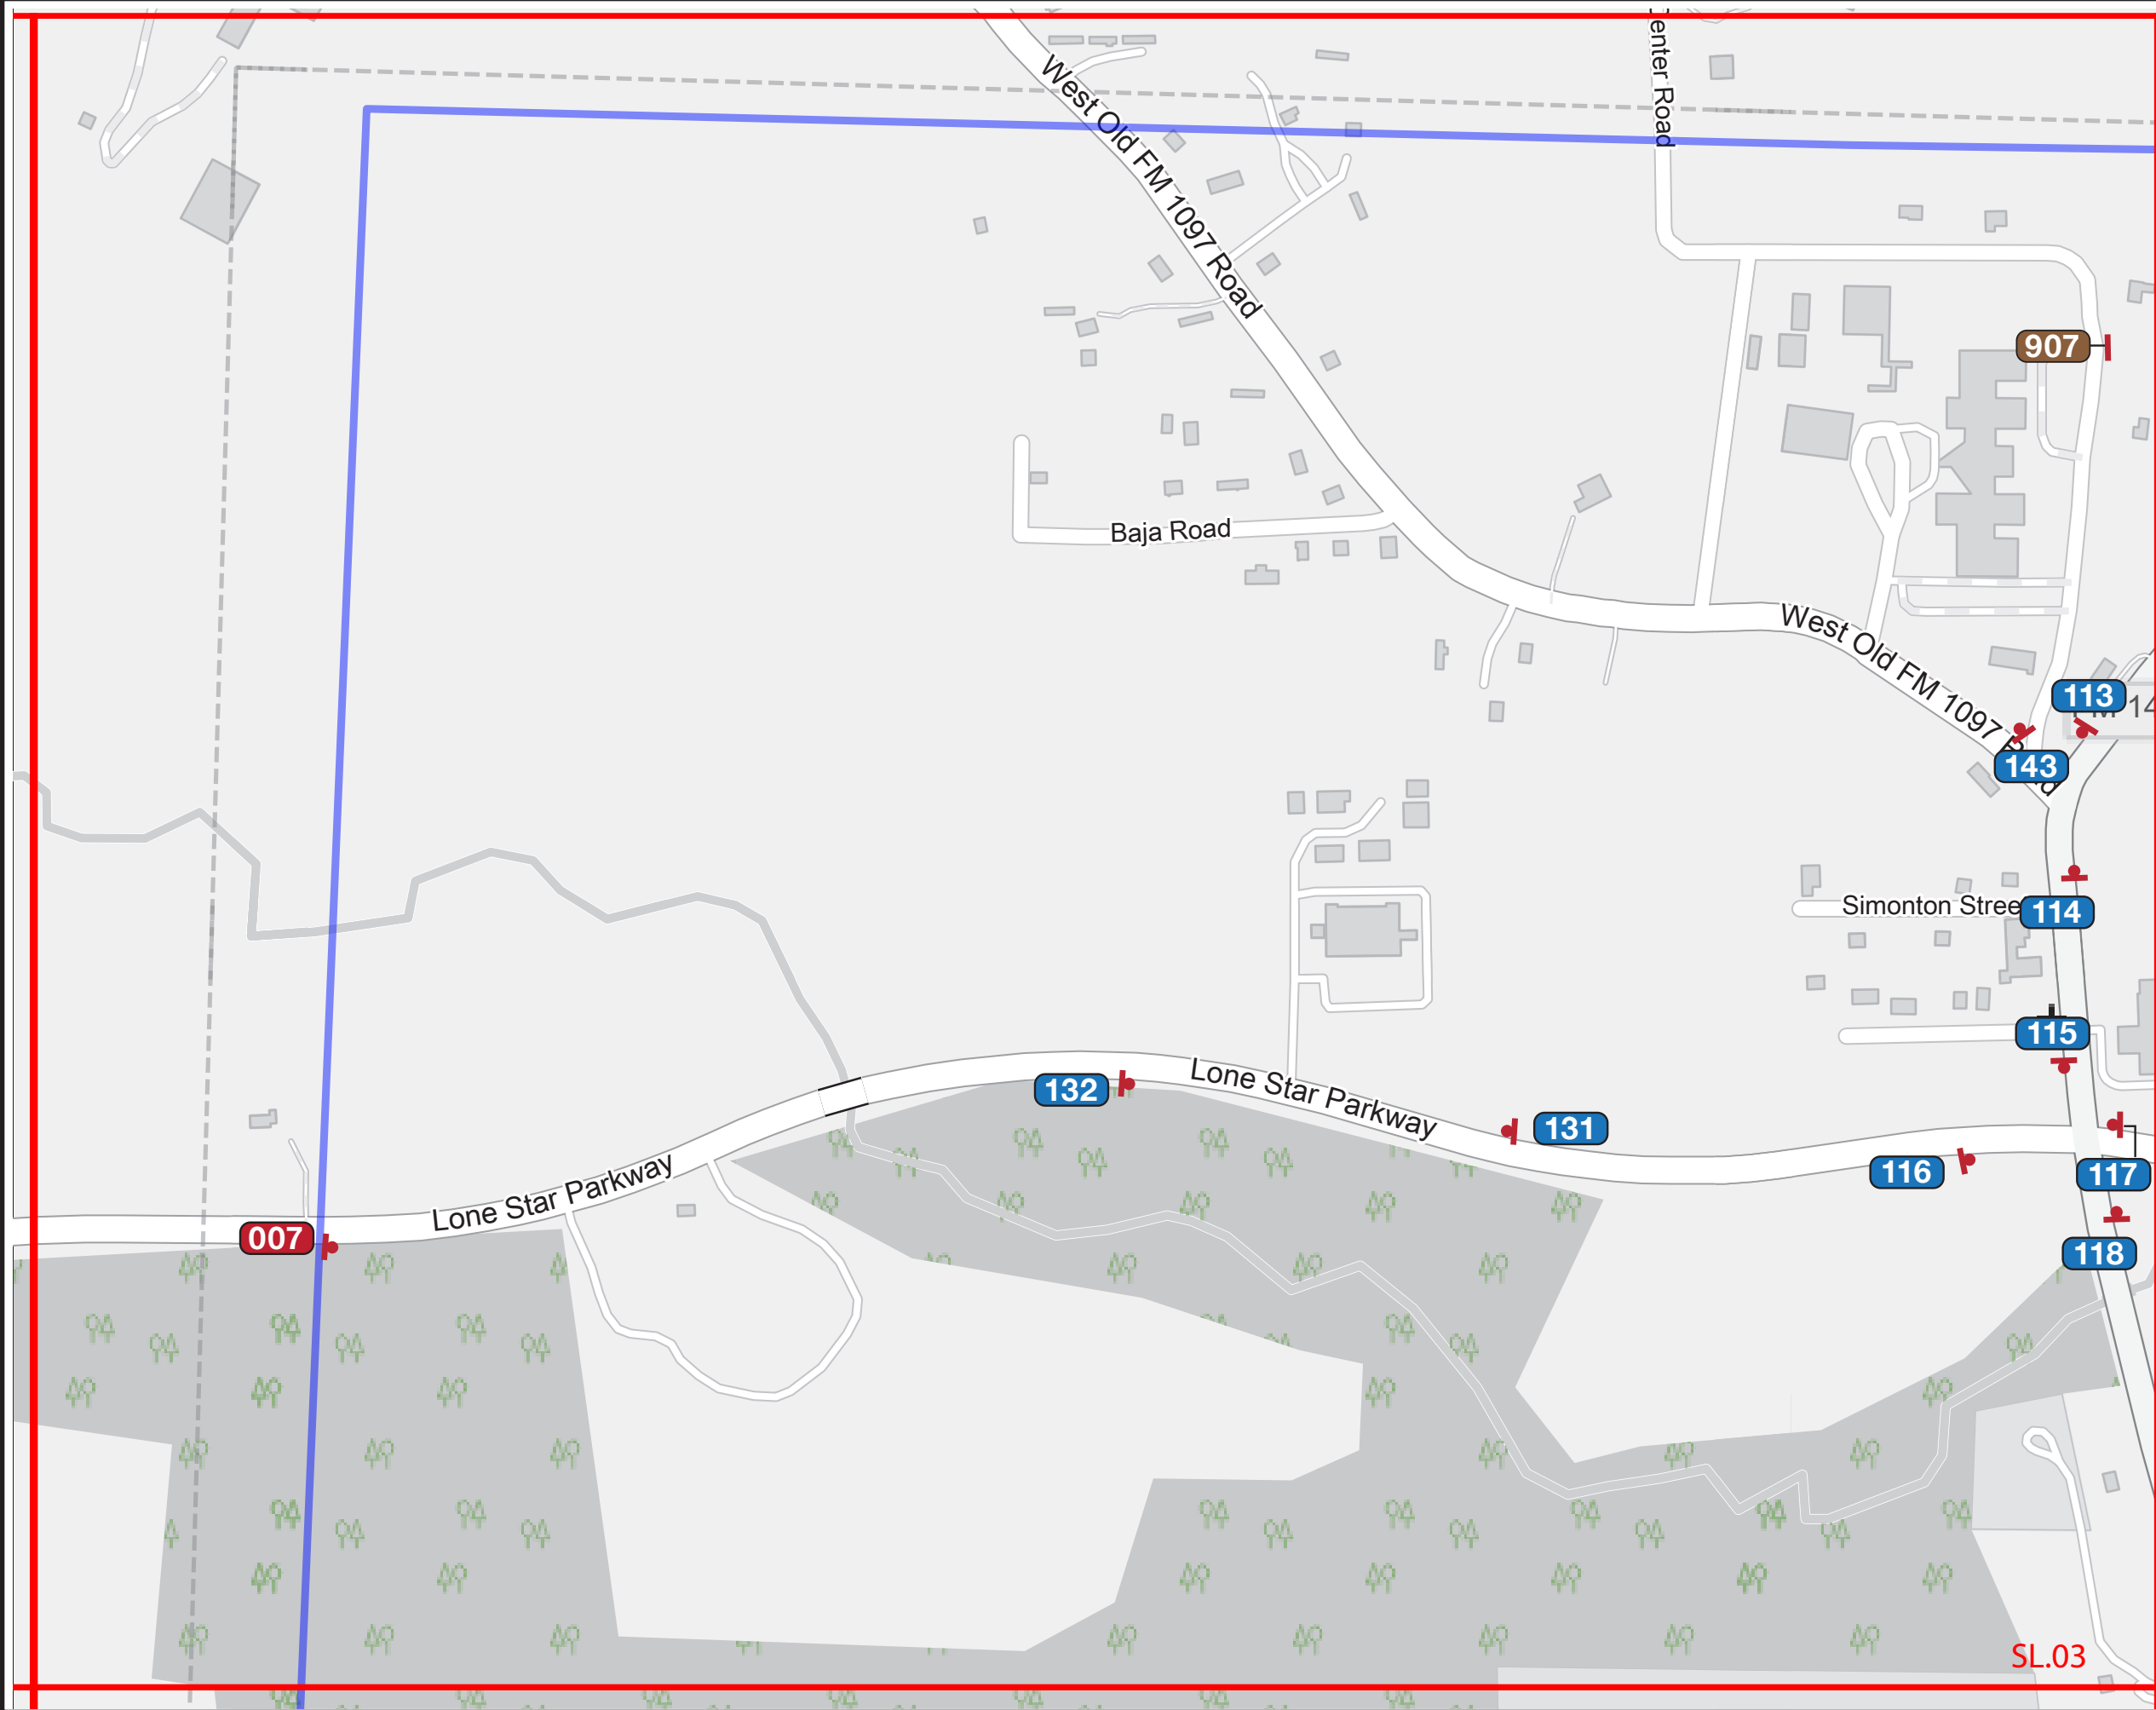 enter Road
West Old FM 1097 Road
907
Baja Road
West Old FM 1097 R
113
14
143
Simonton Stree
114
115
Lone Star Parkway
132
131
116
117
Lone Star Parkway
007
118
SL.03